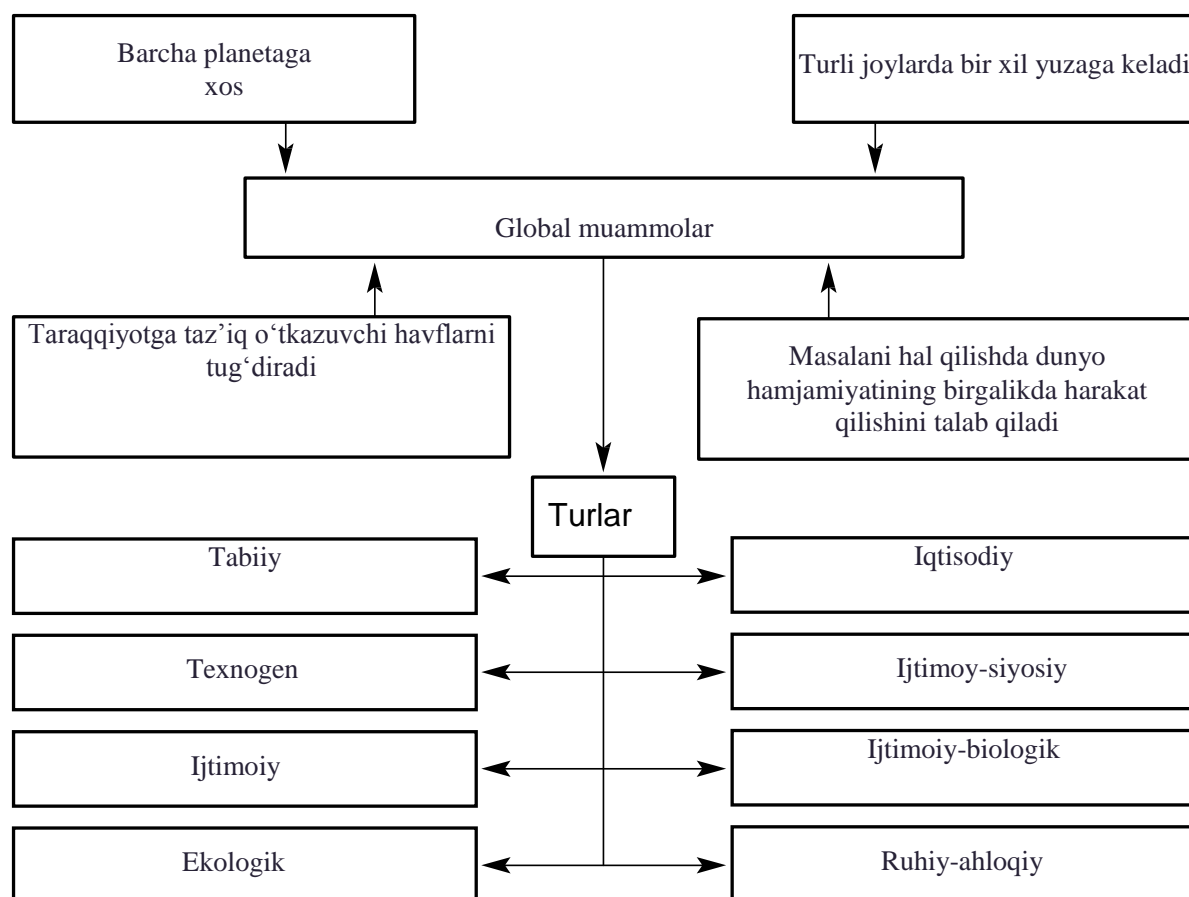 Barcha planetaga
xos
Turli joylarda bir xil yuzaga keladi
Global muammolar
Taraqqiyotga taz’iq o‘tkazuvchi havflarni
tug‘diradi
Masalani hal qilishda dunyo
hamjamiyatining birgalikda harakat
qilishini talab qiladi
Turlar
Tabiiy
Iqtisodiy
Texnogen
Ijtimoy-siyosiy
Ijtimoiy
Ijtimoiy-biologik
Ekologik
Ruhiy-ahloqiy